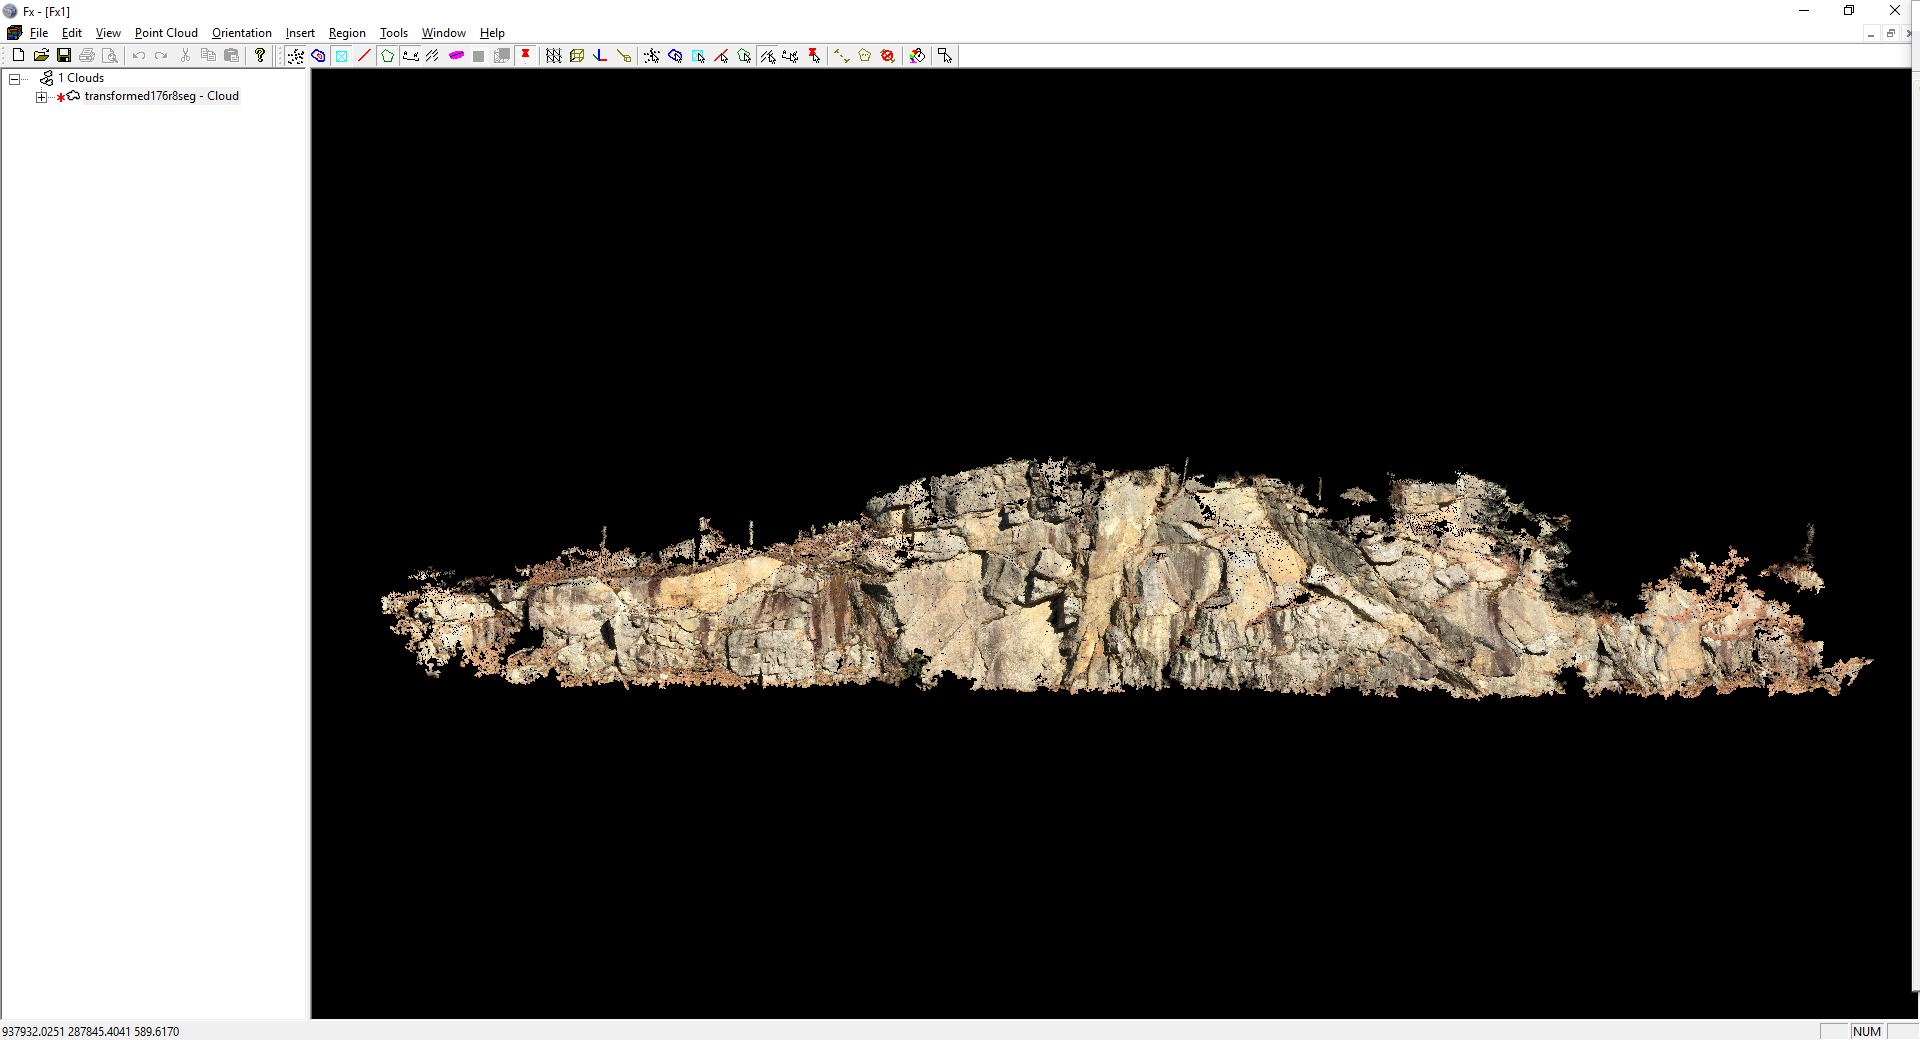 Fx - [Fx1]
File Edit View Point Cloud Orientation Insert Region Tools Window Help
1 Clouds
transformed176r8seg - Cloud
937932.0251 287845.4041 589.6170
NUM